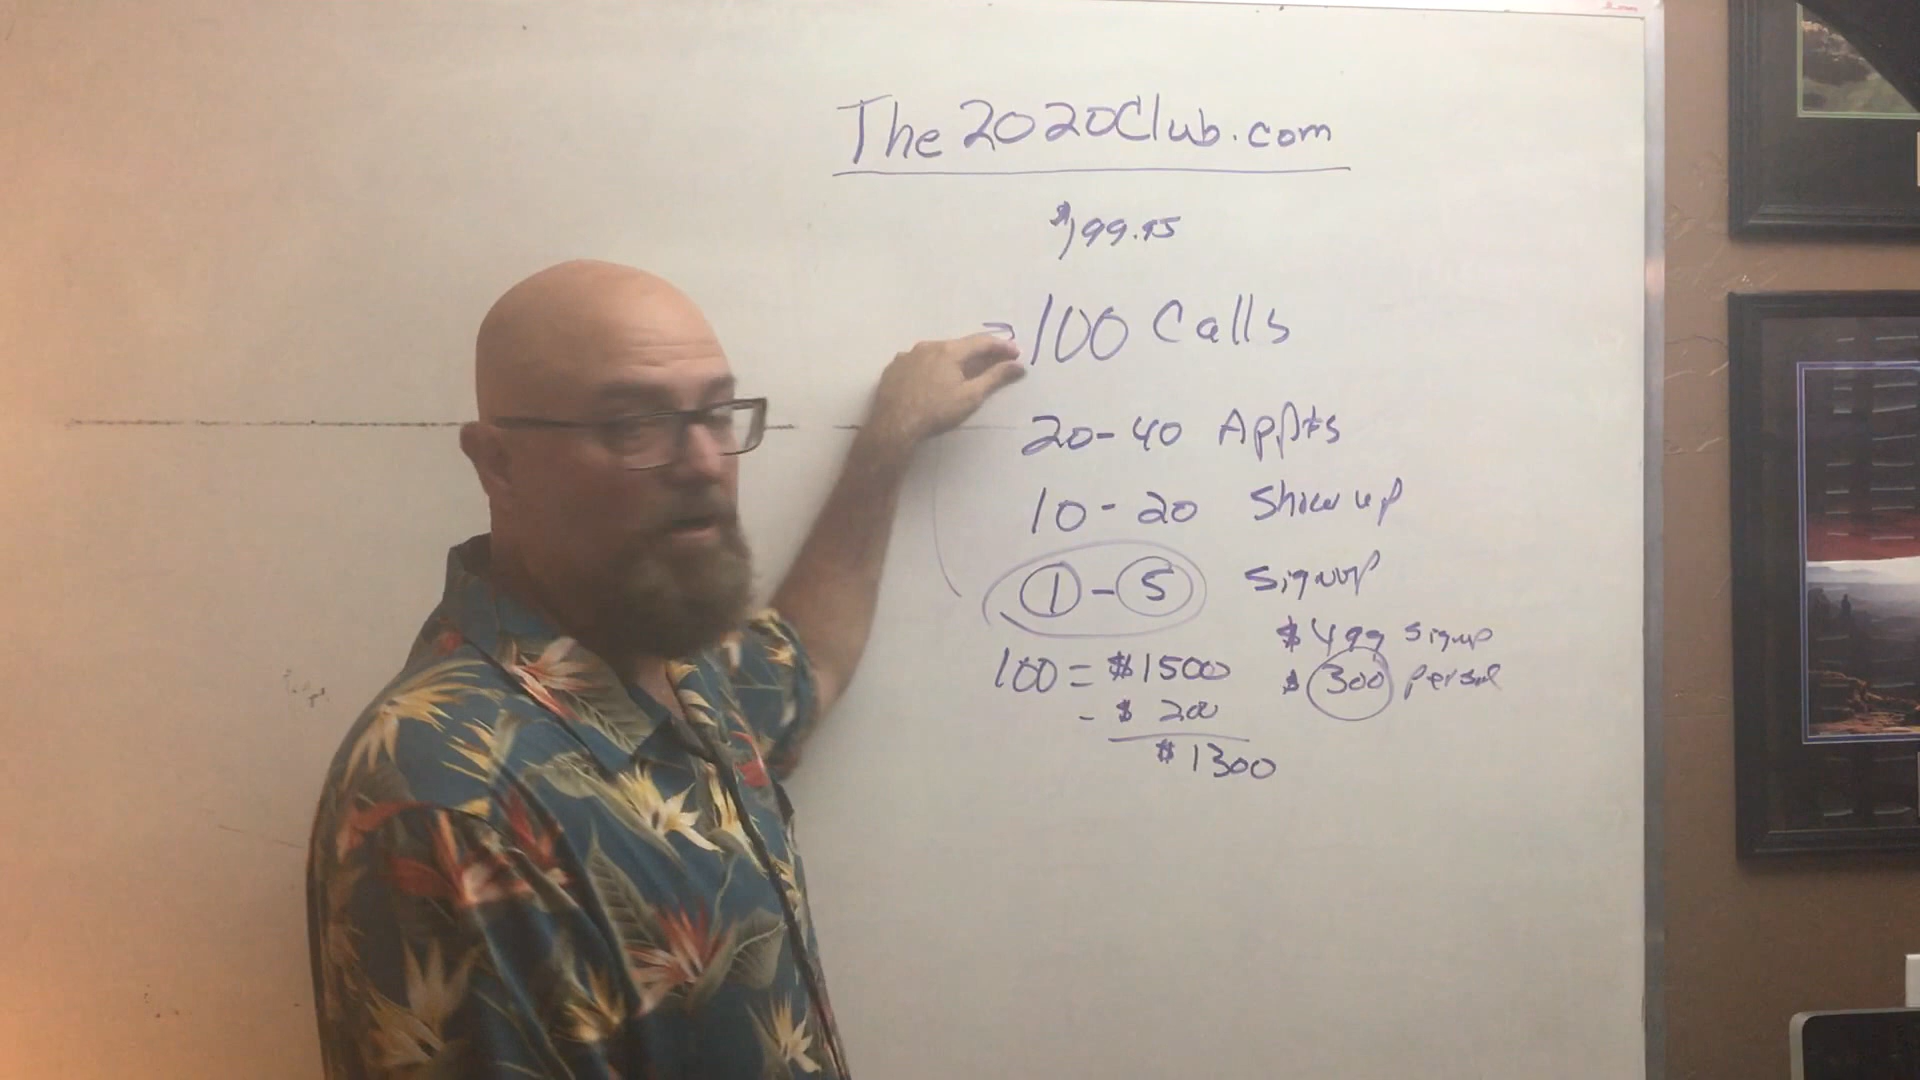 The2020Club.com
$199.95
100 Calls
20-40 Appts
10-20 Show up
1-5 Signup
$499 signup
$300 person
100 = $1500
- $ 200
$1300